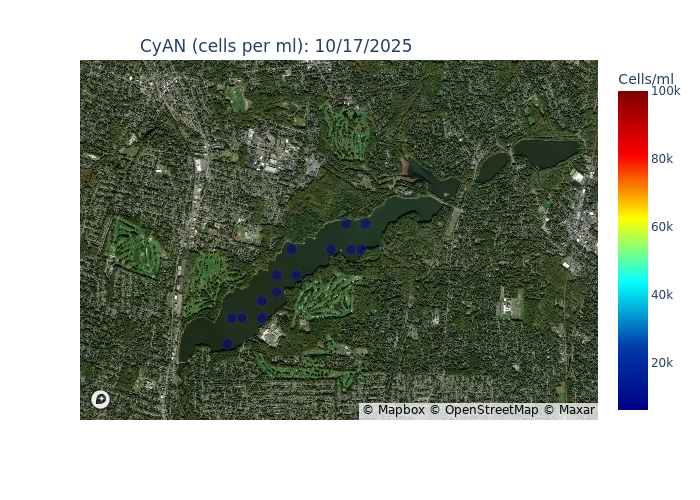 CyAN (cells per ml): 10/17/2025
Cells/ml
100k
80k
60k
40k
20k
© Mapbox © OpenStreetMap © Maxar